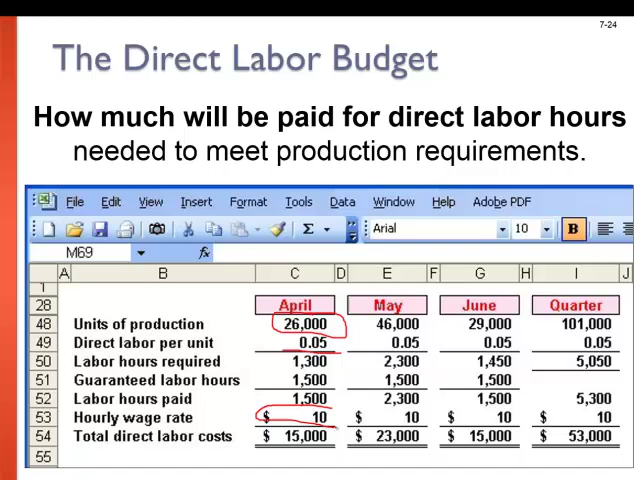 7-24
The Direct Labor Budget
How much will be paid for direct labor hours
needed to meet production requirements.
File Edit View Insert Format Tools Data Window Help Adobe PDF
Σ Arial 10 B
M69 fx
A B C D E F G H I J
1
28 April May June Quarter
48 Units of production 26,000 46,000 29,000 101,000
49 Direct labor per unit 0.05 0.05 0.05 0.05
50 Labor hours required 1,300 2,300 1,450 5,050
51 Guaranteed labor hours 1,500 1,500 1,500
52 Labor hours paid 1,500 2,300 1,500 5,300
53 Hourly wage rate $ 10 $ 10 $ 10 $ 10
54 Total direct labor costs $ 15,000 $ 23,000 $ 15,000 $ 53,000
55